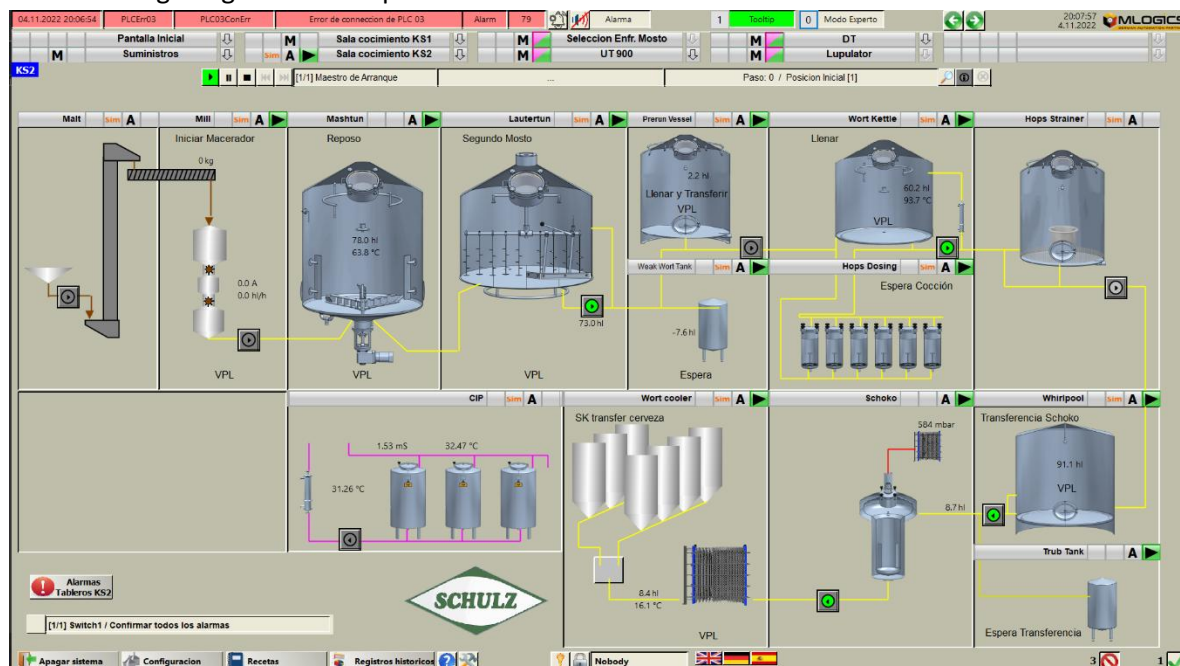 04.11.2022 20:06:54 PLCErr03 PLC03ConErr Error de conneccion de PLC 03 Alarm 79 Alarma 1 Tooltip 0 Modo Experto 20:07:57 4.11.2022 MLOGICS
Pantalla Inicial M Sala cocimiento KS1 M Seleccion Enfr. Mosto M DT
M Suministros Sim A Sala cocimiento KS2 M UT 900 M Lupulator
KS2
[1/1] Maestro de Arranque ... Paso: 0 / Posicion Inicial [1]
Malt Sim A Mill Sim A Mashtun A Lautertun Sim A Prerun Vessel Sim A Wort Kettle Sim A Hops Strainer Sim A
Iniciar Macerador
0 kg
0.0 A
0.0 hl/h
VPL
Reposo
78.0 hl
63.8 °C
VPL
Segundo Mosto
73.0 hl
VPL
2.2 hl
Llenar y Transferir
VPL
Weak Wort Tank Sim A
-7.6 hl
Espera
Llenar
60.2 hl
93.7 °C
VPL
Hops Dosing Sim A
Espera Cocción
CIP Sim A Wort cooler Sim A Schoko A Whirlpool Sim A
1.53 mS 32.47 °C
31.26 °C
SK transfer cerveza
8.4 hl
16.1 °C
VPL
584 mbar
8.7 hl
Transferencia Schoko
91.1 hl
VPL
Trub Tank A
Espera Transferencia
Alarmas
Tableros KS2
SCHULZ
[1/1] Switch1 / Confirmar todos los alarmas
Apagar sistema Configuracion Recetas Registros historicos Nobody 3 1